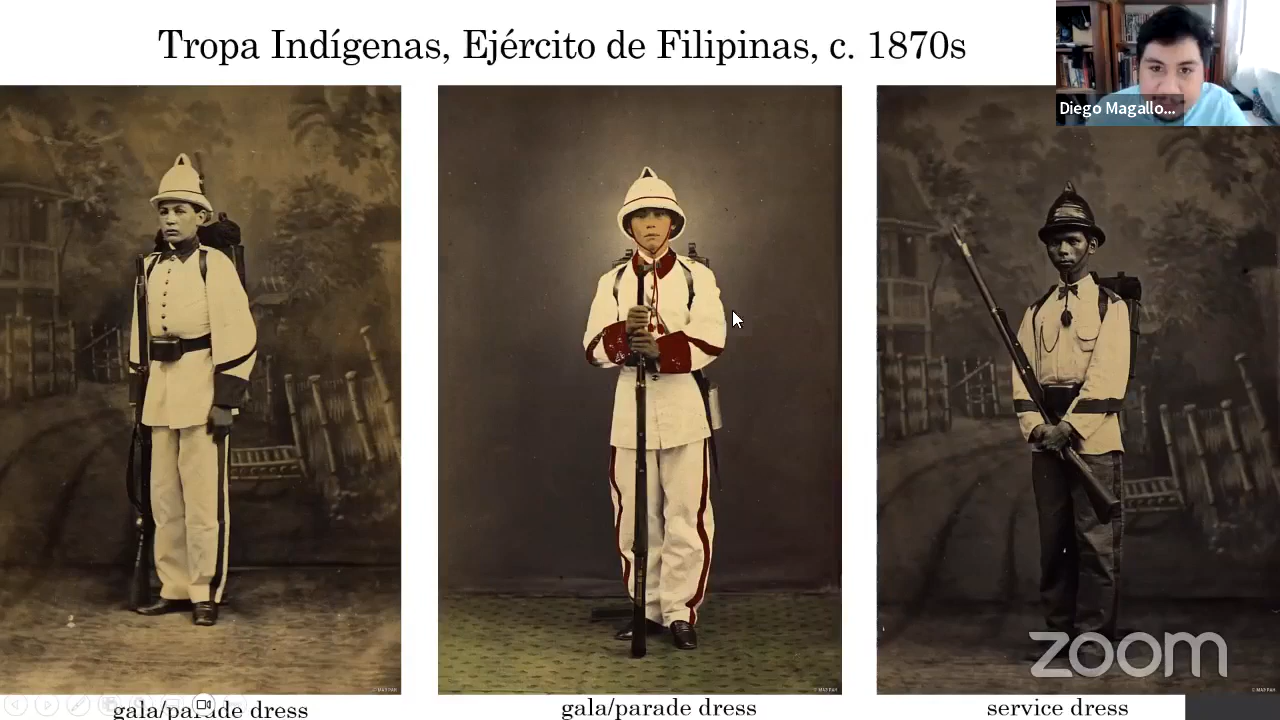 Tropa Indígenas, Ejército de Filipinas, c. 1870s
Diego Magallo...
zoom
gala/parade dress
gala/parade dress
service dress